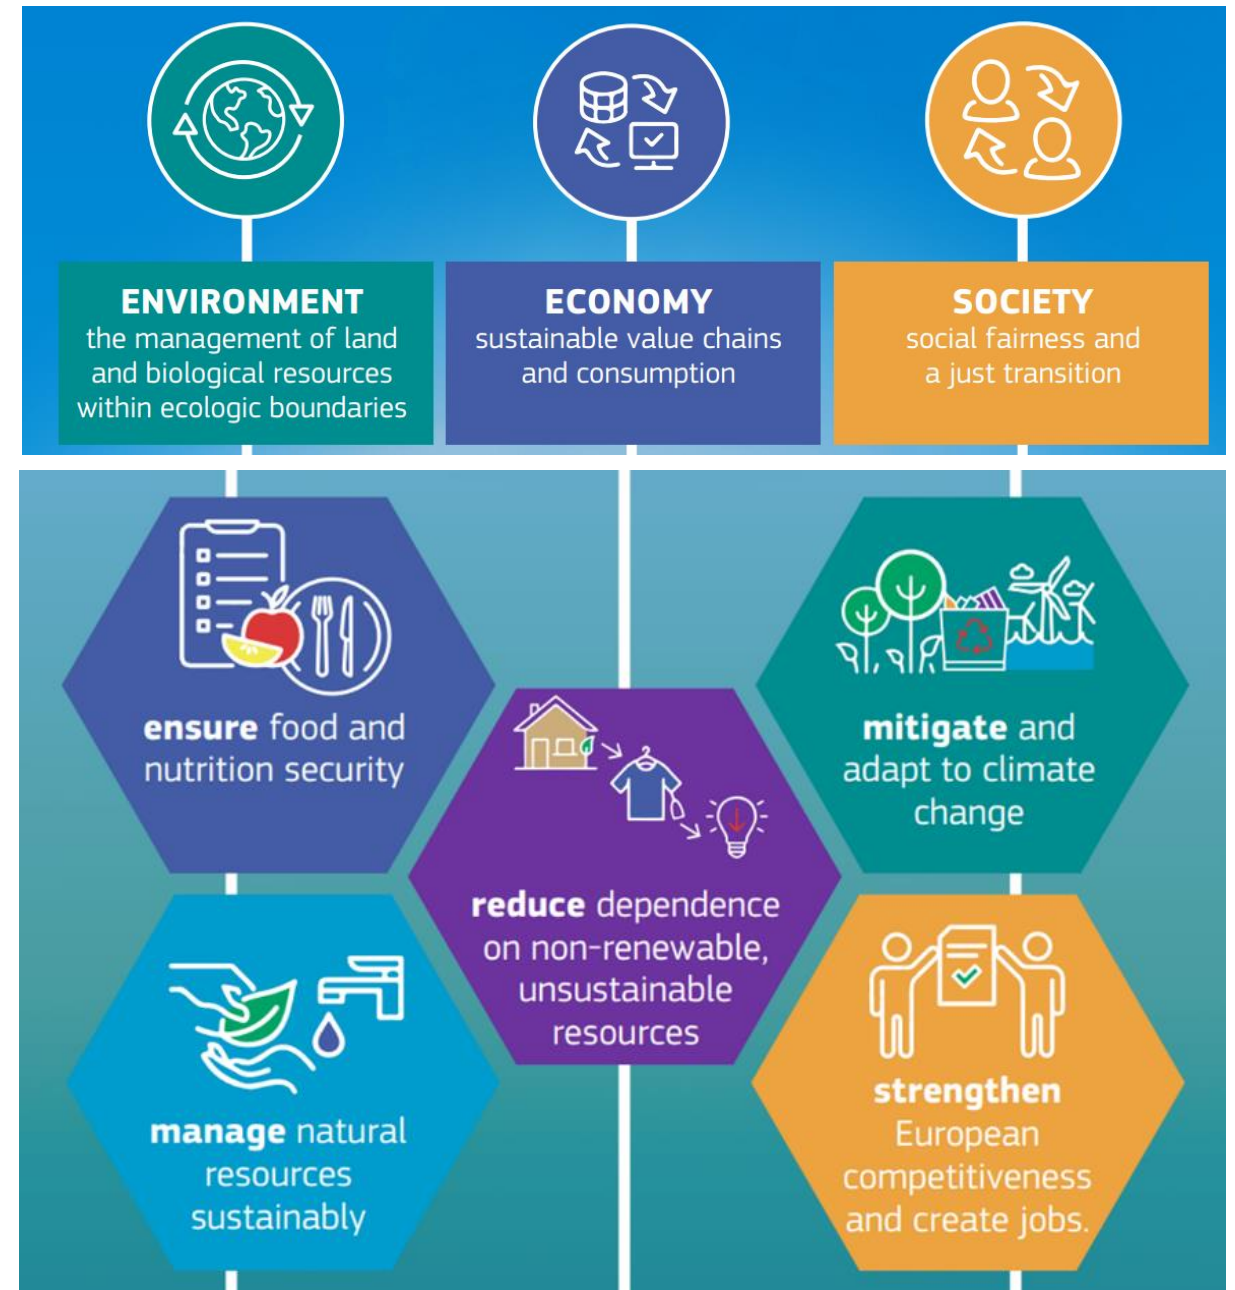 ENVIRONMENT
the management of land
and biological resources
within ecologic boundaries
ECONOMY
sustainable value chains
and consumption
SOCIETY
social fairness and
a just transition
ensure food and
nutrition security
mitigate and
adapt to climate
change
reduce dependence
on non-renewable,
unsustainable
resources
manage natural
resources
sustainably
strengthen
European
competitiveness
and create jobs.